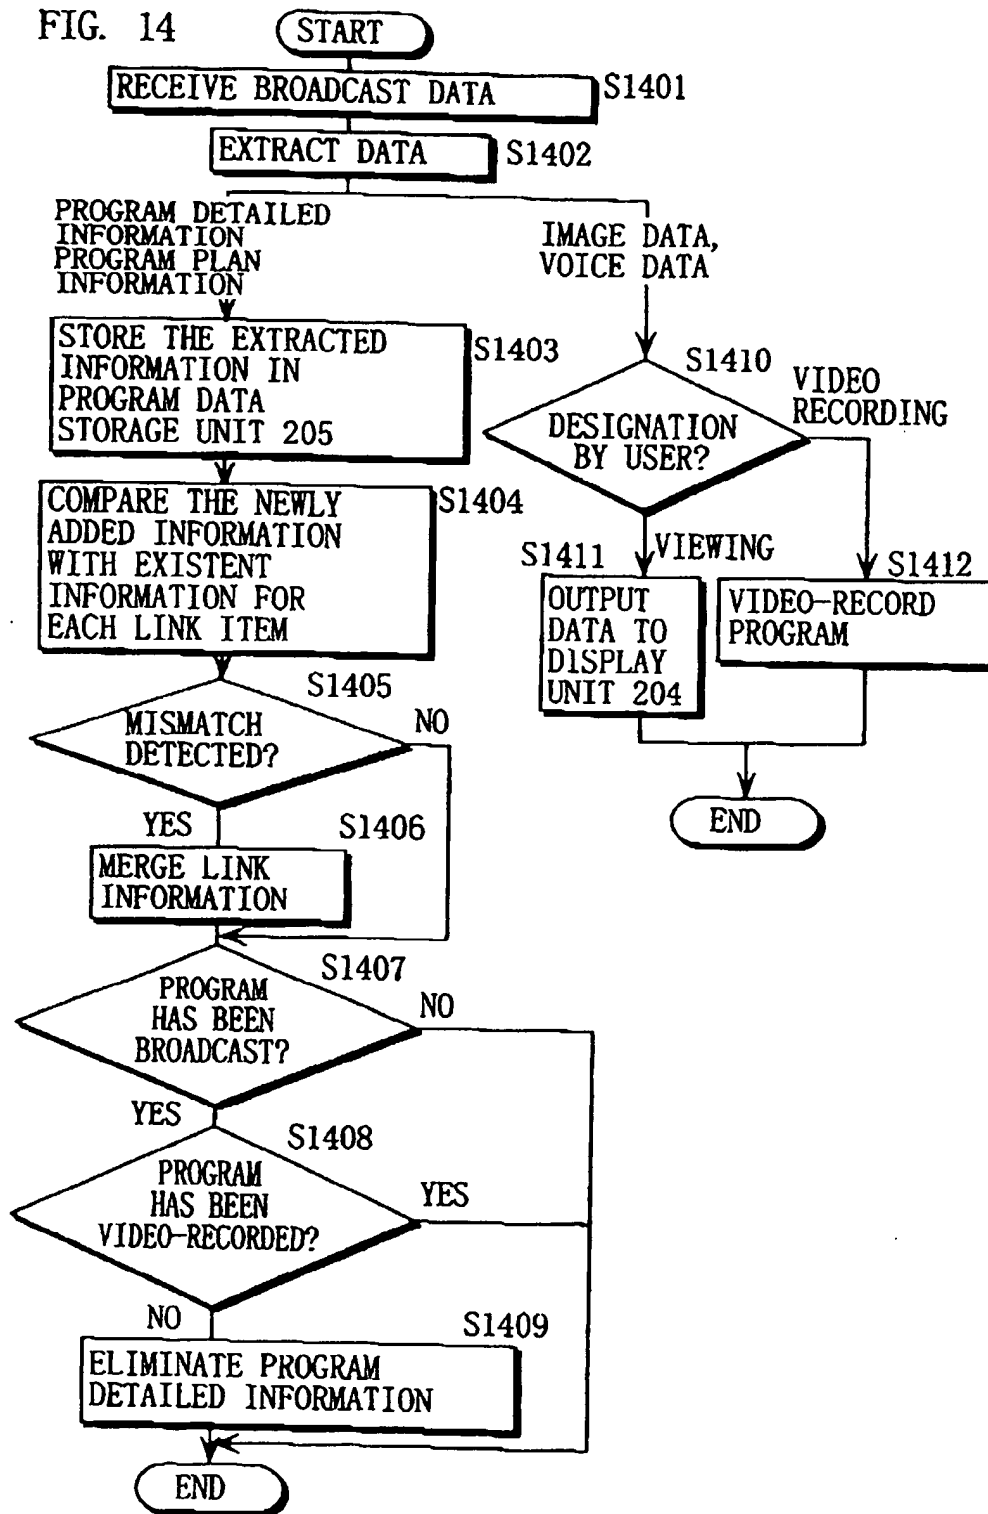 FIG. 14
START
RECEIVE BROADCAST DATA
S1401
EXTRACT DATA
S1402
PROGRAM DETAILED
INFORMATION
PROGRAM PLAN
INFORMATION
IMAGE DATA,
VOICE DATA
STORE THE EXTRACTED
INFORMATION IN
PROGRAM DATA
STORAGE UNIT 205
S1403
COMPARE THE NEWLY
ADDED INFORMATION
WITH EXISTENT
INFORMATION FOR
EACH LINK ITEM
S1404
S1405
MISMATCH
DETECTED?
NO
YES
S1406
MERGE LINK
INFORMATION
S1407
PROGRAM
HAS BEEN
BROADCAST?
NO
YES
S1408
PROGRAM
HAS BEEN
VIDEO-RECORDED?
YES
NO
S1409
ELIMINATE PROGRAM
DETAILED INFORMATION
END
S1410
DESIGNATION
BY USER?
VIDEO
RECORDING
VIEWING
S1411
OUTPUT
DATA TO
DISPLAY
UNIT 204
S1412
VIDEO-RECORD
PROGRAM
END